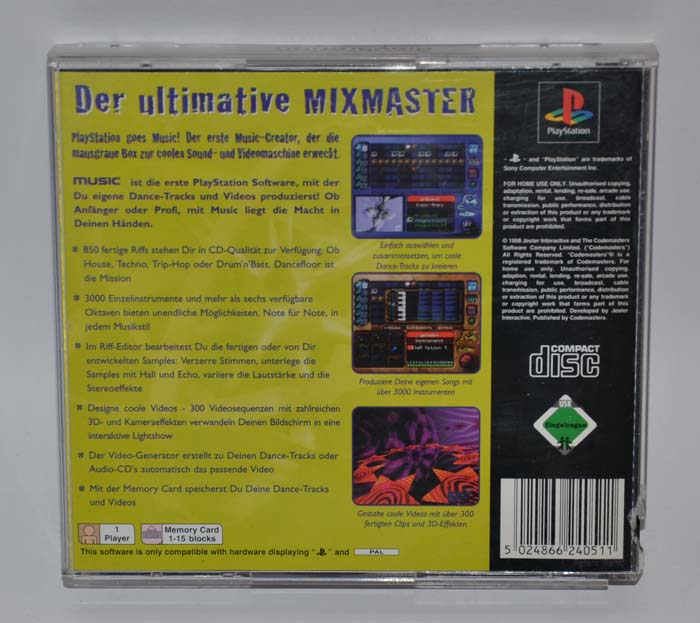 Der ultimative MIXMASTER
PlayStation goes Music! Der erste Music-Creator, der die
mausgraue Box zur coolen Sound- und Videomaschine erweckt.
MUSIC ist die erste PlayStation Software, mit der
Du eigene Dance-Tracks und Videos produzierst! Ob
Anfänger oder Profi, mit Music liegt die Macht in
Deinen Händen.
850 fertige Riffs stehen Dir in CD-Qualität zur Verfügung. Ob
House, Techno, Trip-Hop oder Drum'n'Bass. Dancefloor ist
die Mission
3000 Einzelinstrumente und mehr als sechs verfügbare
Oktaven bieten unendliche Möglichkeiten, Note für Note, in
jedem Musikstil
Im Riff-Editor bearbeitest Du die fertigen oder von Dir
entwickelten Samples: Verzerre Stimmen, unterlege die
Samples mit Hall und Echo, variiere die Lautstärke und die
Stereoeffekte
Designe coole Videos - 300 Videosequenzen mit zahlreichen
3D- und Kameraeffekten verwandeln Deinen Bildschirm in eine
interaktive Lightshow
Der Video-Generator erstellt zu Deinen Dance-Tracks oder
Audio-CD's automatisch das passende Video
Mit der Memory Card speicherst Du Deine Dance-Tracks
und Videos
1
Player
Memory Card
1-15 blocks
This software is only compatible with hardware displaying " " and PAL
Einfach auswählen und
zusammensetzen, um coole
Dance-Tracks zu kreieren
Produziere Deine eigenen Songs mit
über 3000 Instrumenten
Gestalte coole Videos mit über 300
fertigten Clips und 3D-Effekten
PlayStation
" " and "PlayStation" are trademarks of
Sony Computer Entertainment Inc.
FOR HOME USE ONLY. Unauthorised copying,
adaptation, rental, lending, re-sale, arcade use,
charging for use, broadcast, cable
transmission, public performance, distribution
or extraction of this product or any trademark
or copyright work that forms part of this
product are prohibited.
© 1998 Jester Interactive and The Codemasters
Software Company Limited. ("Codemasters")
All Rights Reserved. "Codemasters"® is a
registered trademark of Codemasters. For
home use only. Unauthorised copying,
adaptation, rental, lending, re-sale, arcade use,
charging for use, broadcast, cable
transmission, public performance, distribution
or extraction of this product or any trademark
or copyright work that forms part of this
product are prohibited. Developed by Jester
Interactive. Published by Codemasters.
COMPACT
disc
USK
Eingetragen
5 024866 240511